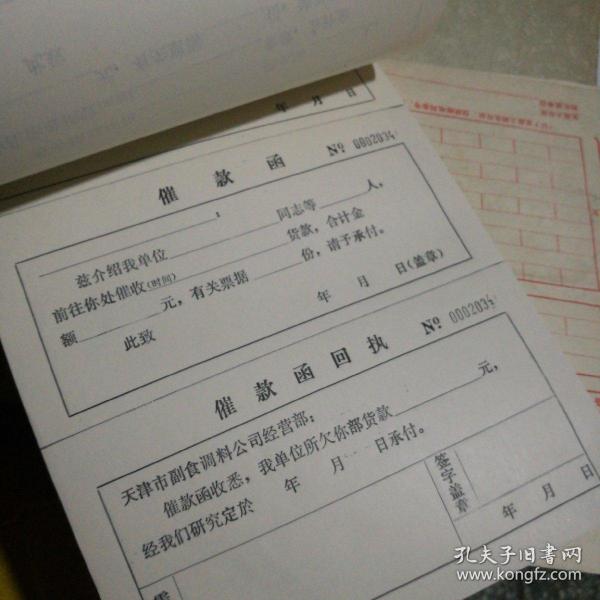 年 月 日
催款函 № 0002034
：
兹介绍我单位 同志等 人，
前往你处催收(时间) 货款，合计金
额 元，有关票据 份，请予承付。
此致 年 月 日(盖章)
催款函回执 № 0002034
天津市副食调料公司经营部：
催款函收悉，我单位所欠你部货款 元，
经我们研究定於 年 月 日承付。
签字盖章
年 月 日
孔夫子旧书网
www.kongfz.com